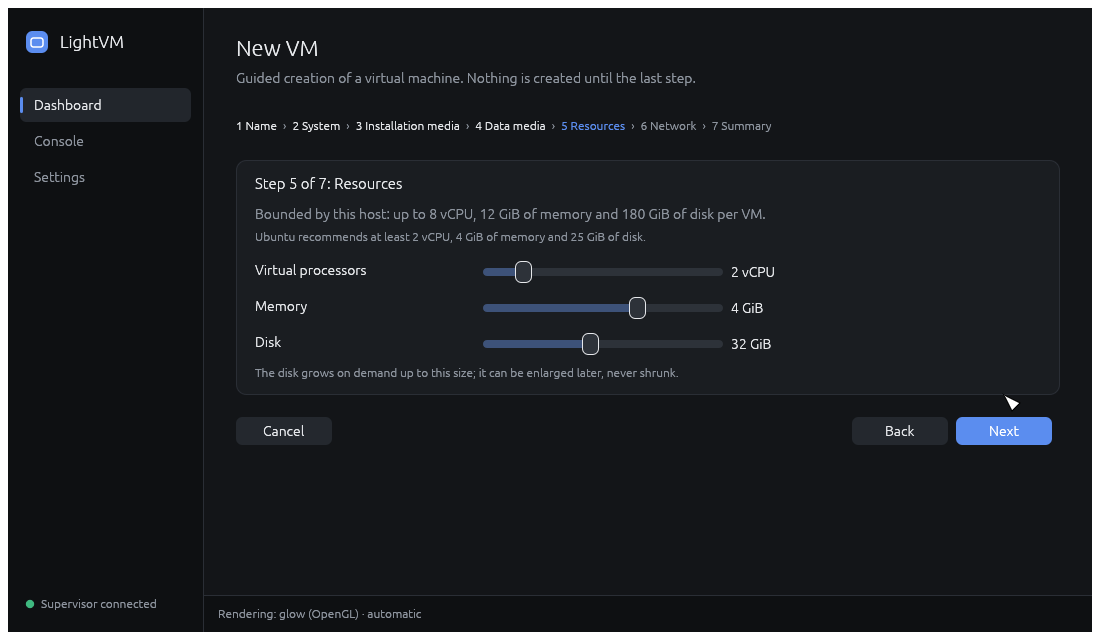 LightVM
Dashboard
Console
Settings
Supervisor connected
New VM
Guided creation of a virtual machine. Nothing is created until the last step.
1 Name › 2 System › 3 Installation media › 4 Data media › 5 Resources › 6 Network › 7 Summary
Step 5 of 7: Resources
Bounded by this host: up to 8 vCPU, 12 GiB of memory and 180 GiB of disk per VM.
Ubuntu recommends at least 2 vCPU, 4 GiB of memory and 25 GiB of disk.
Virtual processors 2 vCPU
Memory 4 GiB
Disk 32 GiB
The disk grows on demand up to this size; it can be enlarged later, never shrunk.
Cancel Back Next
Rendering: glow (OpenGL) · automatic